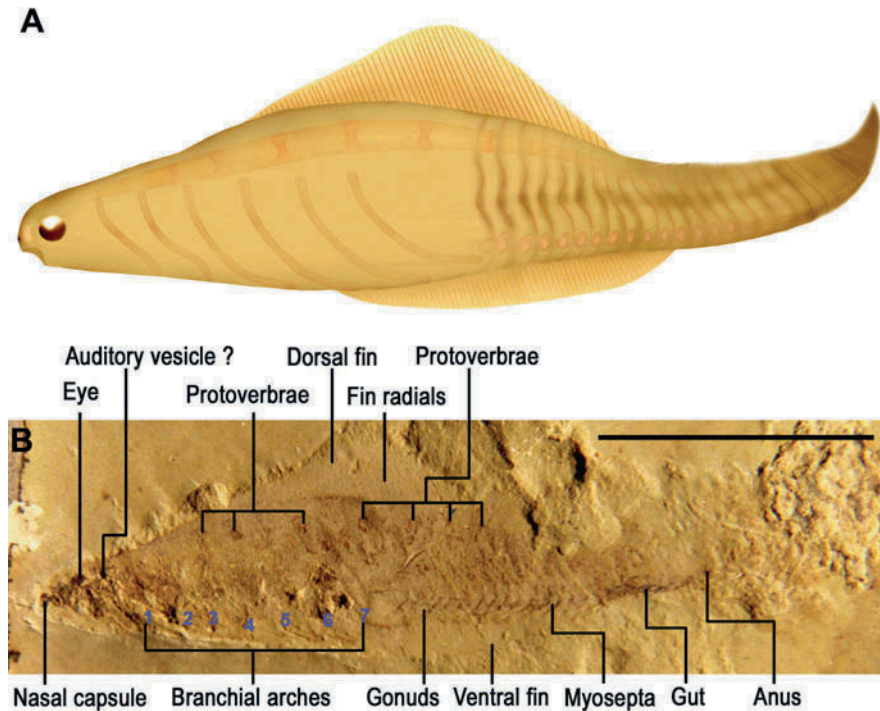 A
Auditory vesicle ?
Dorsal fin
Protoverbrae
Eye
Protoverbrae
Fin radials
B
1 2 3 4 5 6 7
Nasal capsule
Branchial arches
Gonuds
Ventral fin
Myosepta
Gut
Anus